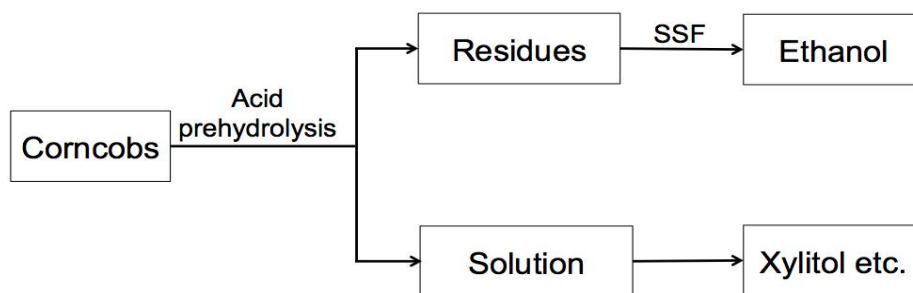 Corncobs
Acid
prehydrolysis
Residues
SSF
Ethanol
Solution
Xylitol etc.